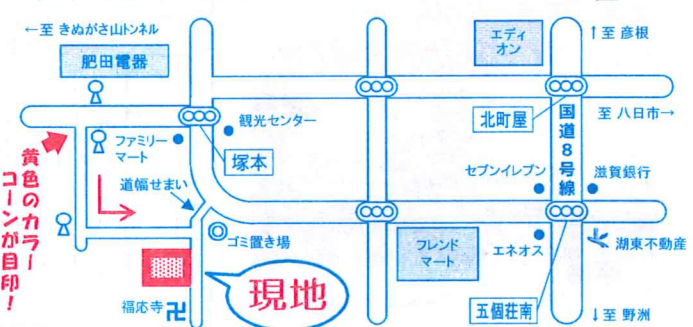 ←至 きぬがさ山トンネル
肥田電器
エディ
オン
↑至 彦根
観光センター
北町屋
国道8号線
至 八日市→
ファミリー
マート
塚本
黄色のカラー
コーンが目印！
道幅せまい
セブンイレブン
滋賀銀行
ゴミ置き場
フレンド
マート
エネオス
湖東不動産
現地
福応寺
卍
五個荘南
↓至 野洲